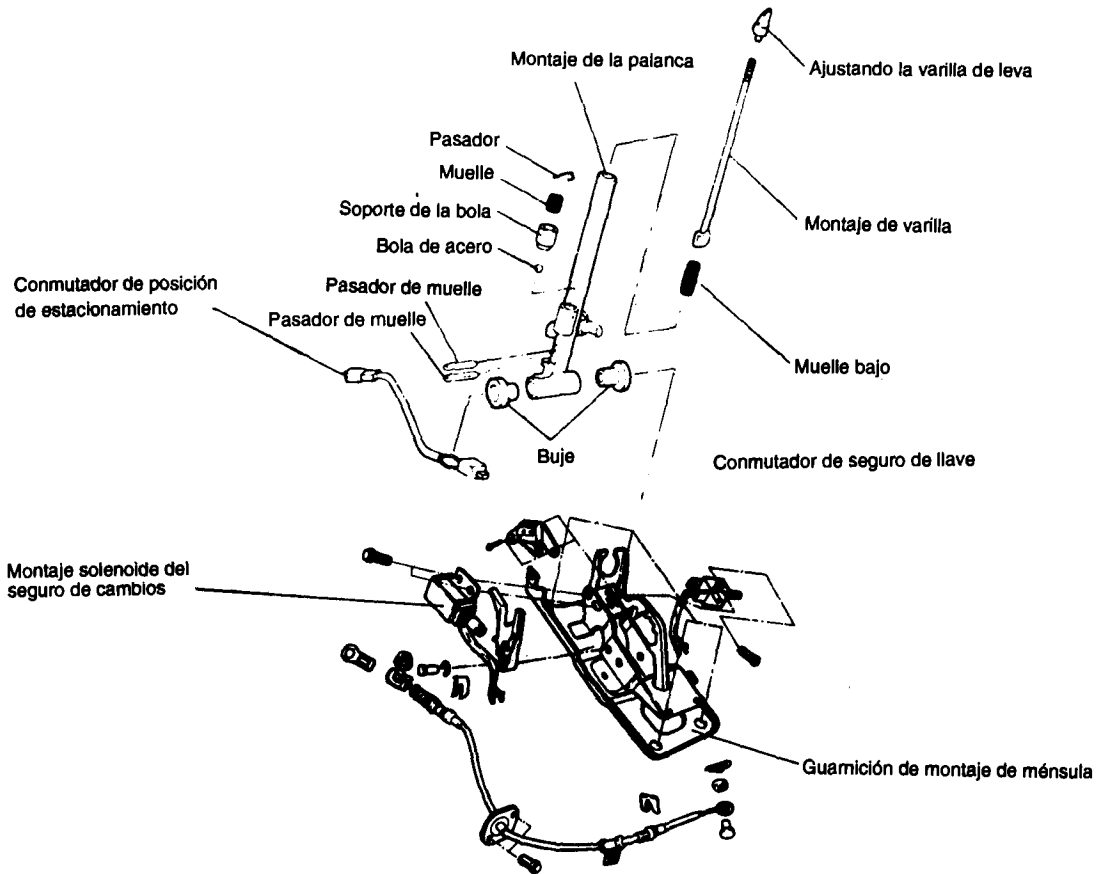 Montaje de la palanca
Ajustando la varilla de leva
Pasador
Muelle
Soporte de la bola
Montaje de varilla
Bola de acero
Conmutador de posición
de estacionamiento
Pasador de muelle
Pasador de muelle
Muelle bajo
Buje
Conmutador de seguro de llave
Montaje solenoide del
seguro de cambios
Guarnición de montaje de ménsula